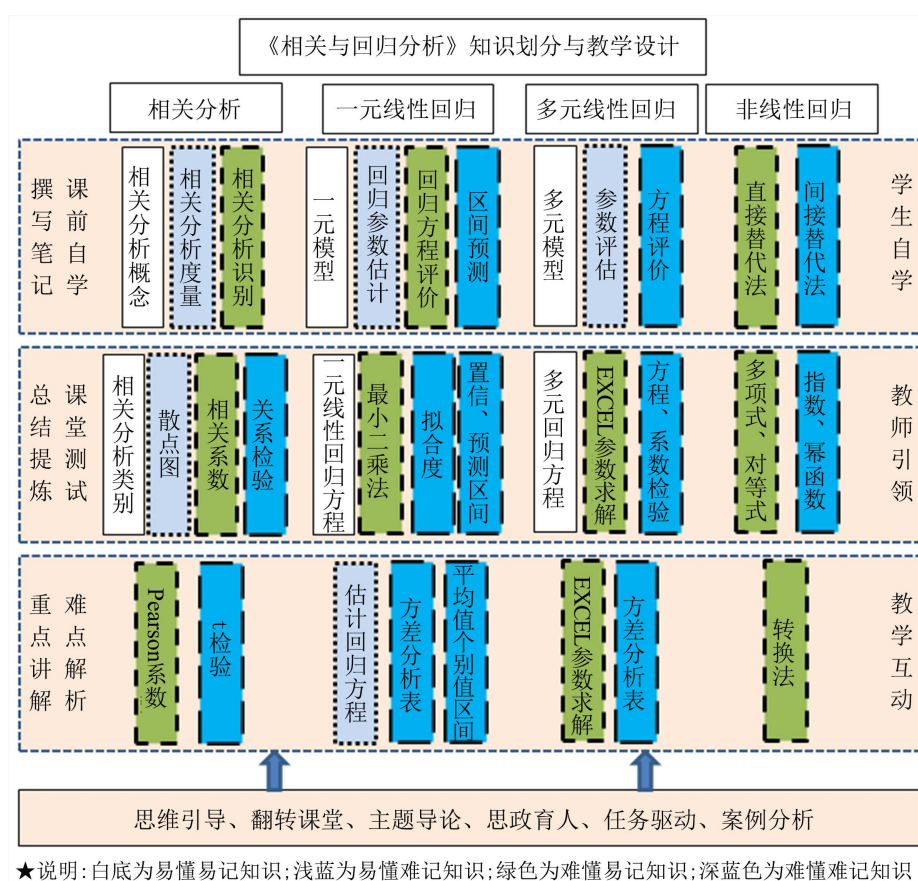 《相关与回归分析》知识划分与教学设计
相关分析
一元线性回归
多元线性回归
非线性回归
课前自学
撰写笔记
相关分析概念
相关分析度量
相关分析识别
一元模型
回归参数估计
回归方程评价
区间预测
多元模型
参数评估
方程评价
直接替代法
间接替代法
学生自学
课堂测试
总结提炼
相关分析类别
散点图
相关系数
关系检验
一元线性回归方程
最小二乘法
拟合度
置信、预测区间
多元回归方程
EXCEL参数求解
方程、系数检验
多项式、对等式
指数、幂函数
教师引领
难点解析
重点讲解
Pearson系数
t检验
估计回归方程
方差分析表
平均值个别值区间
EXCEL参数求解
方差分析表
转换法
教学互动
思维引导、翻转课堂、主题导论、思政育人、任务驱动、案例分析
★说明:白底为易懂易记知识;浅蓝为易懂难记知识;绿色为难懂易记知识;深蓝色为难懂难记知识